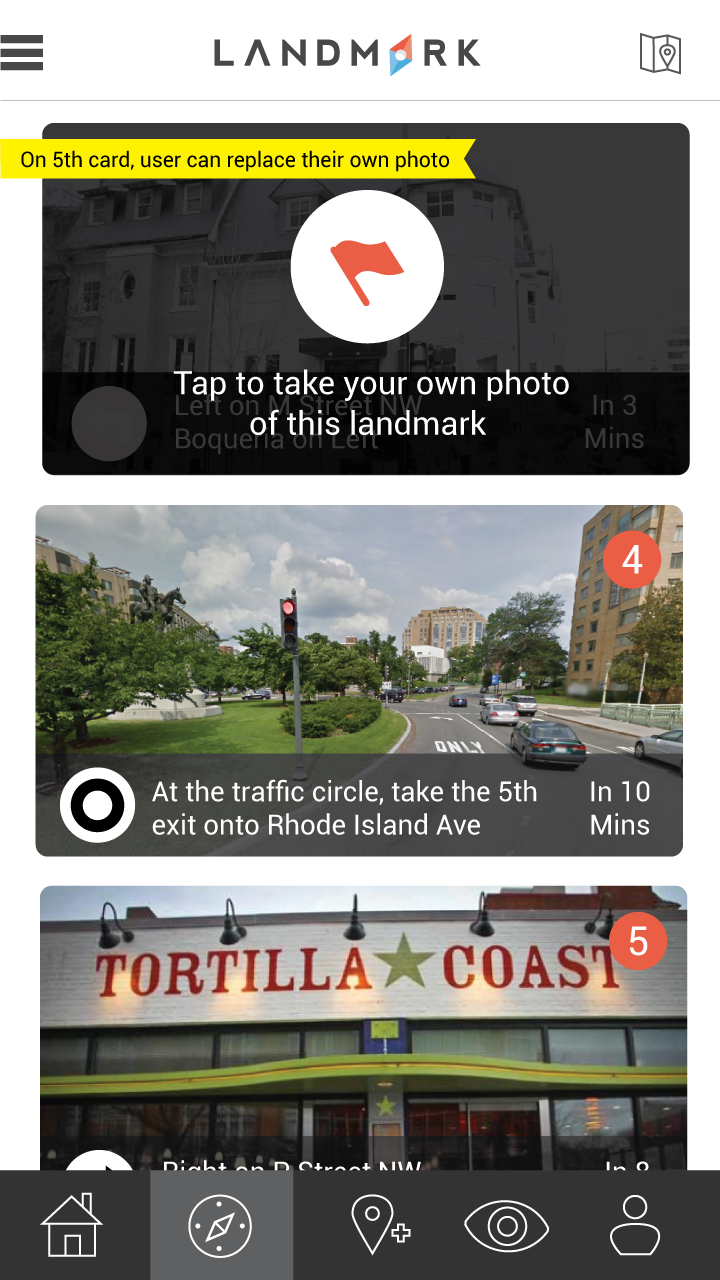 LANDMARK
On 5th card, user can replace their own photo
Tap to take your own photo
of this landmark
Left on M Street NW
Boqueria on Left
In 3
Mins
4
ONLY
At the traffic circle, take the 5th
exit onto Rhode Island Ave
In 10
Mins
5
TORTILLA COAST
Right on P Street NW
In 8